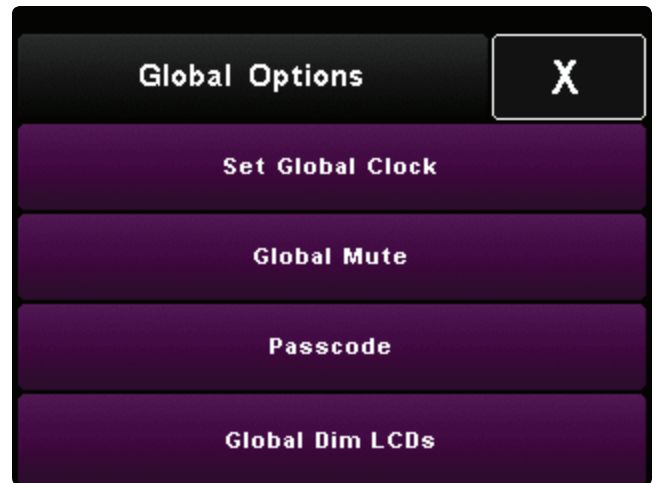 Global Options X
Set Global Clock
Global Mute
Passcode
Global Dim LCDs